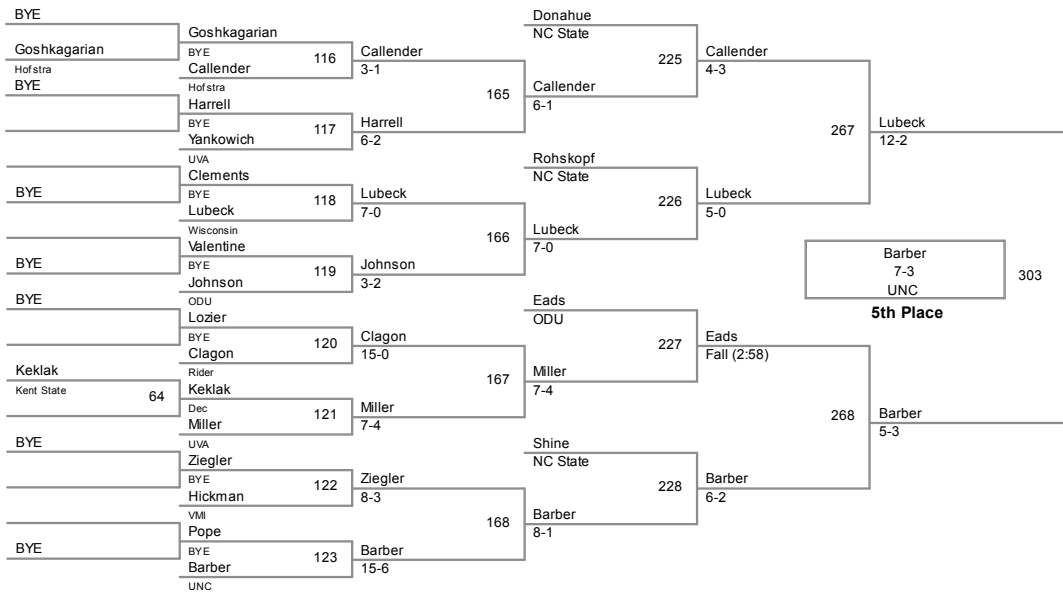 BYE
Goshkagarian
Hofstra
BYE
BYE
BYE
BYE
Keklak
Kent State
64
BYE
BYE
Goshkagarian
BYE
Callender
Hofstra
116
Harrell
BYE
Yankowich
UVA
117
Clements
BYE
Lubeck
Wisconsin
118
Valentine
BYE
Johnson
ODU
119
Lozier
BYE
Clagon
Rider
120
Keklak
Dec
Miller
UVA
121
Ziegler
BYE
Hickman
VMI
122
Pope
BYE
Barber
UNC
123
Callender
3-1
165
Harrell
6-2
Lubeck
7-0
166
Johnson
3-2
Clagon
15-0
167
Miller
7-4
Ziegler
8-3
168
Barber
15-6
Donahue
NC State
225
Callender
6-1
Rohskopf
NC State
226
Lubeck
7-0
Eads
ODU
227
Miller
7-4
Shine
NC State
228
Barber
8-1
Callender
4-3
267
Lubeck
5-0
Eads
Fall (2:58)
268
Barber
6-2
Lubeck
12-2
Barber
7-3
UNC
303
5th Place
Barber
5-3